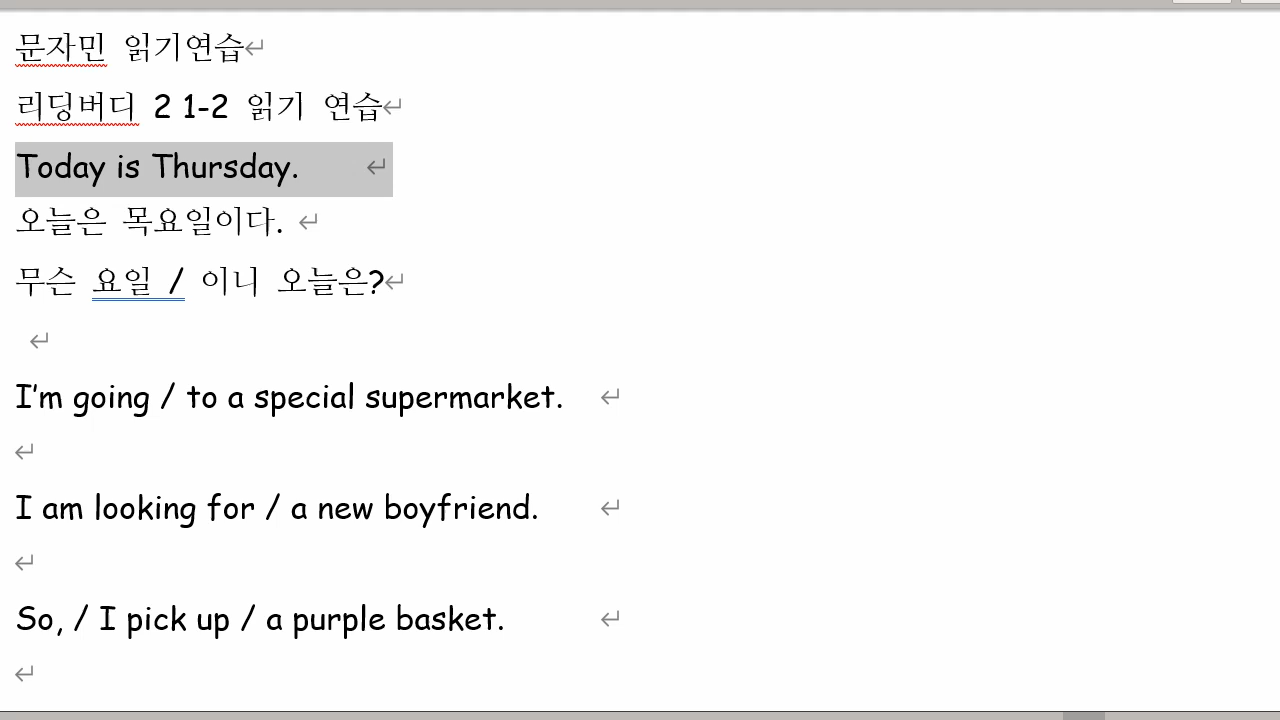 문자민 읽기연습
리딩버디 2 1-2 읽기 연습
Today is Thursday.
오늘은 목요일이다.
무슨 요일 / 이니 오늘은?
I'm going / to a special supermarket.
I am looking for / a new boyfriend.
So, / I pick up / a purple basket.